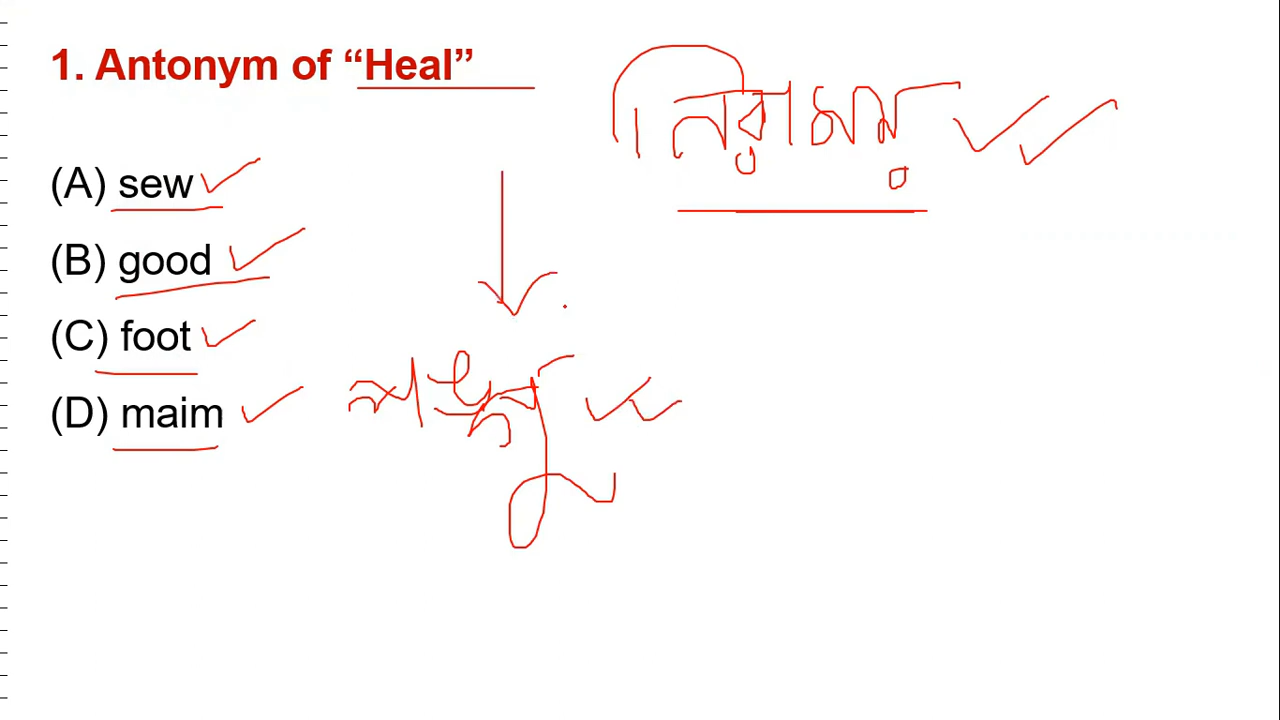 1. Antonym of “Heal”
নিরাময়
(A) sew
(B) good
(C) foot
(D) maim